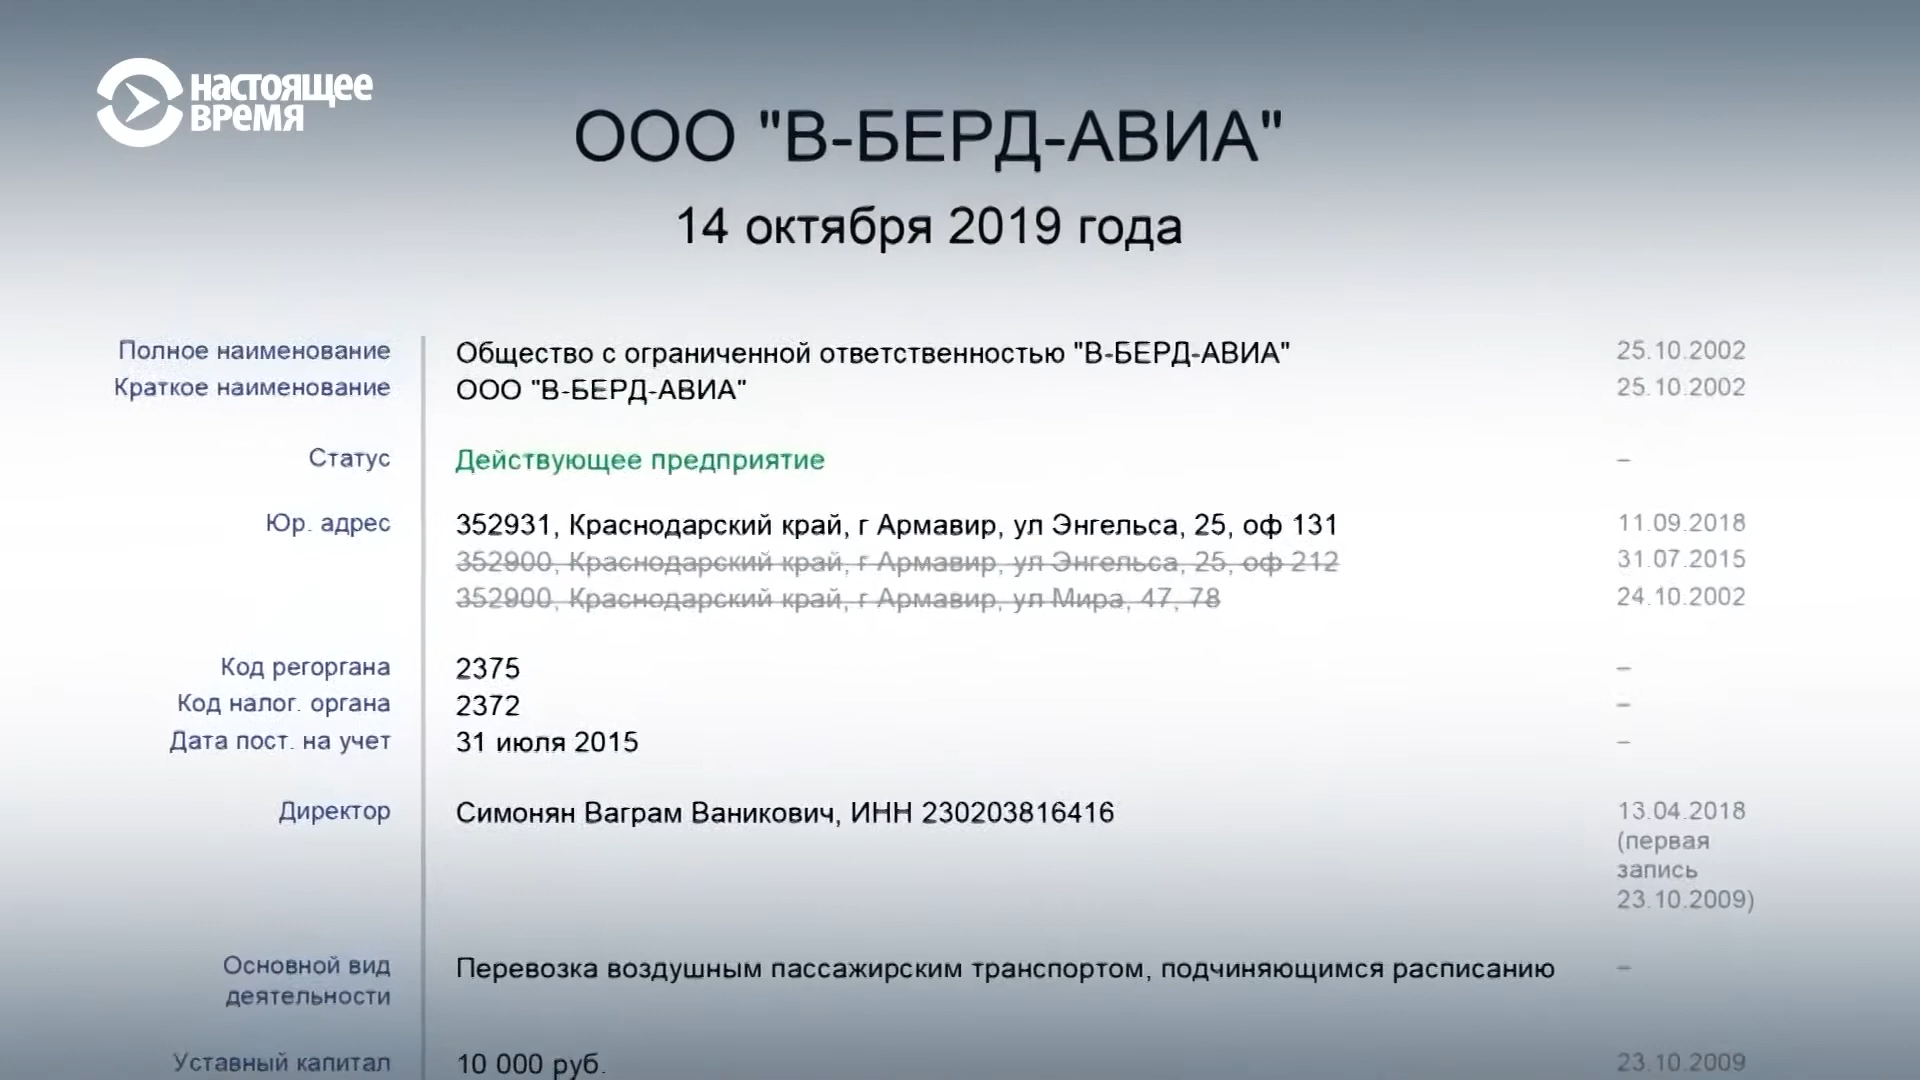 настоящее
время
ООО "В-БЕРД-АВИА"
14 октября 2019 года
Полное наименование Общество с ограниченной ответственностью "В-БЕРД-АВИА" 25.10.2002
Краткое наименование ООО "В-БЕРД-АВИА" 25.10.2002
Статус Действующее предприятие –
Юр. адрес 352931, Краснодарский край, г Армавир, ул Энгельса, 25, оф 131 11.09.2018
352900, Краснодарский край, г Армавир, ул Энгельса, 25, оф 212 31.07.2015
352900, Краснодарский край, г Армавир, ул Мира, 47, 78 24.10.2002
Код регоргана 2375 –
Код налог. органа 2372 –
Дата пост. на учет 31 июля 2015 –
Директор Симонян Ваграм Ваникович, ИНН 230203816416 13.04.2018
(первая
запись
23.10.2009)
Основной вид Перевозка воздушным пассажирским транспортом, подчиняющимся расписанию –
деятельности
Уставный капитал 10 000 руб. 23.10.2009